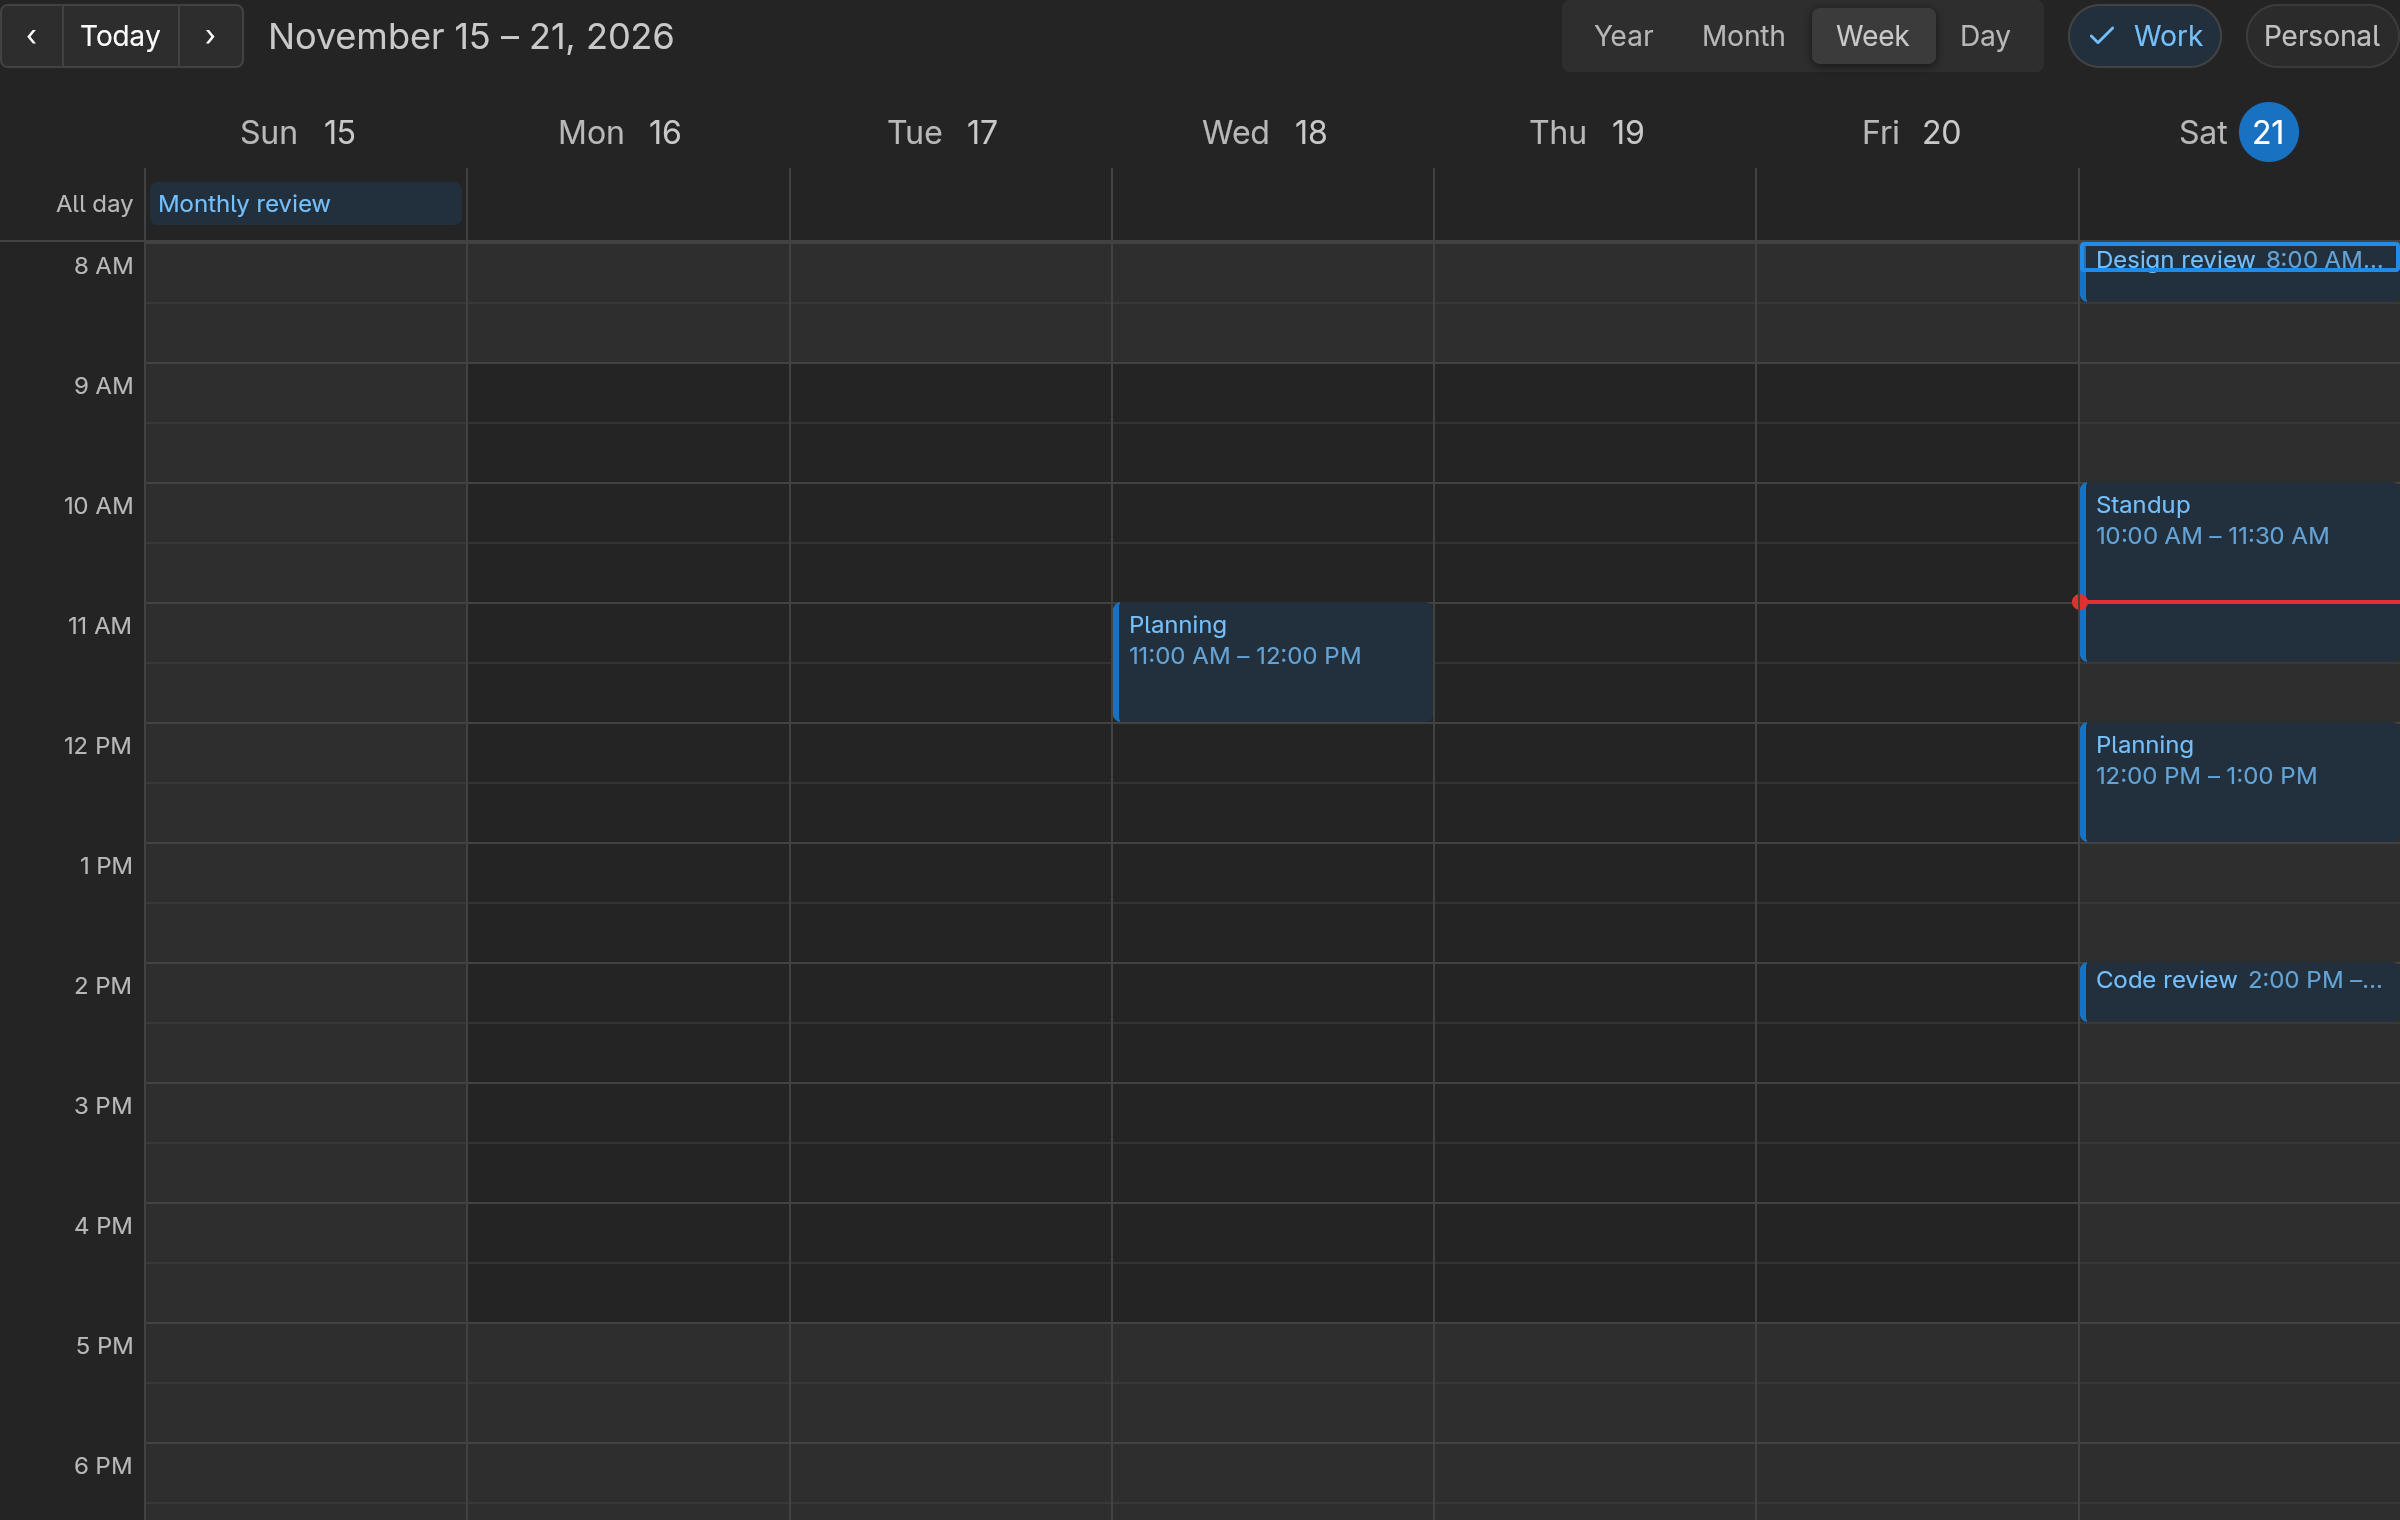 ‹ Today › November 15 – 21, 2026 Year Month Week Day Work Personal
Sun 15 Mon 16 Tue 17 Wed 18 Thu 19 Fri 20 Sat 21
All day Monthly review
8 AM Design review 8:00 AM...
9 AM
10 AM Standup
10:00 AM – 11:30 AM
11 AM Planning
11:00 AM – 12:00 PM
12 PM Planning
12:00 PM – 1:00 PM
1 PM
2 PM Code review 2:00 PM –...
3 PM
4 PM
5 PM
6 PM